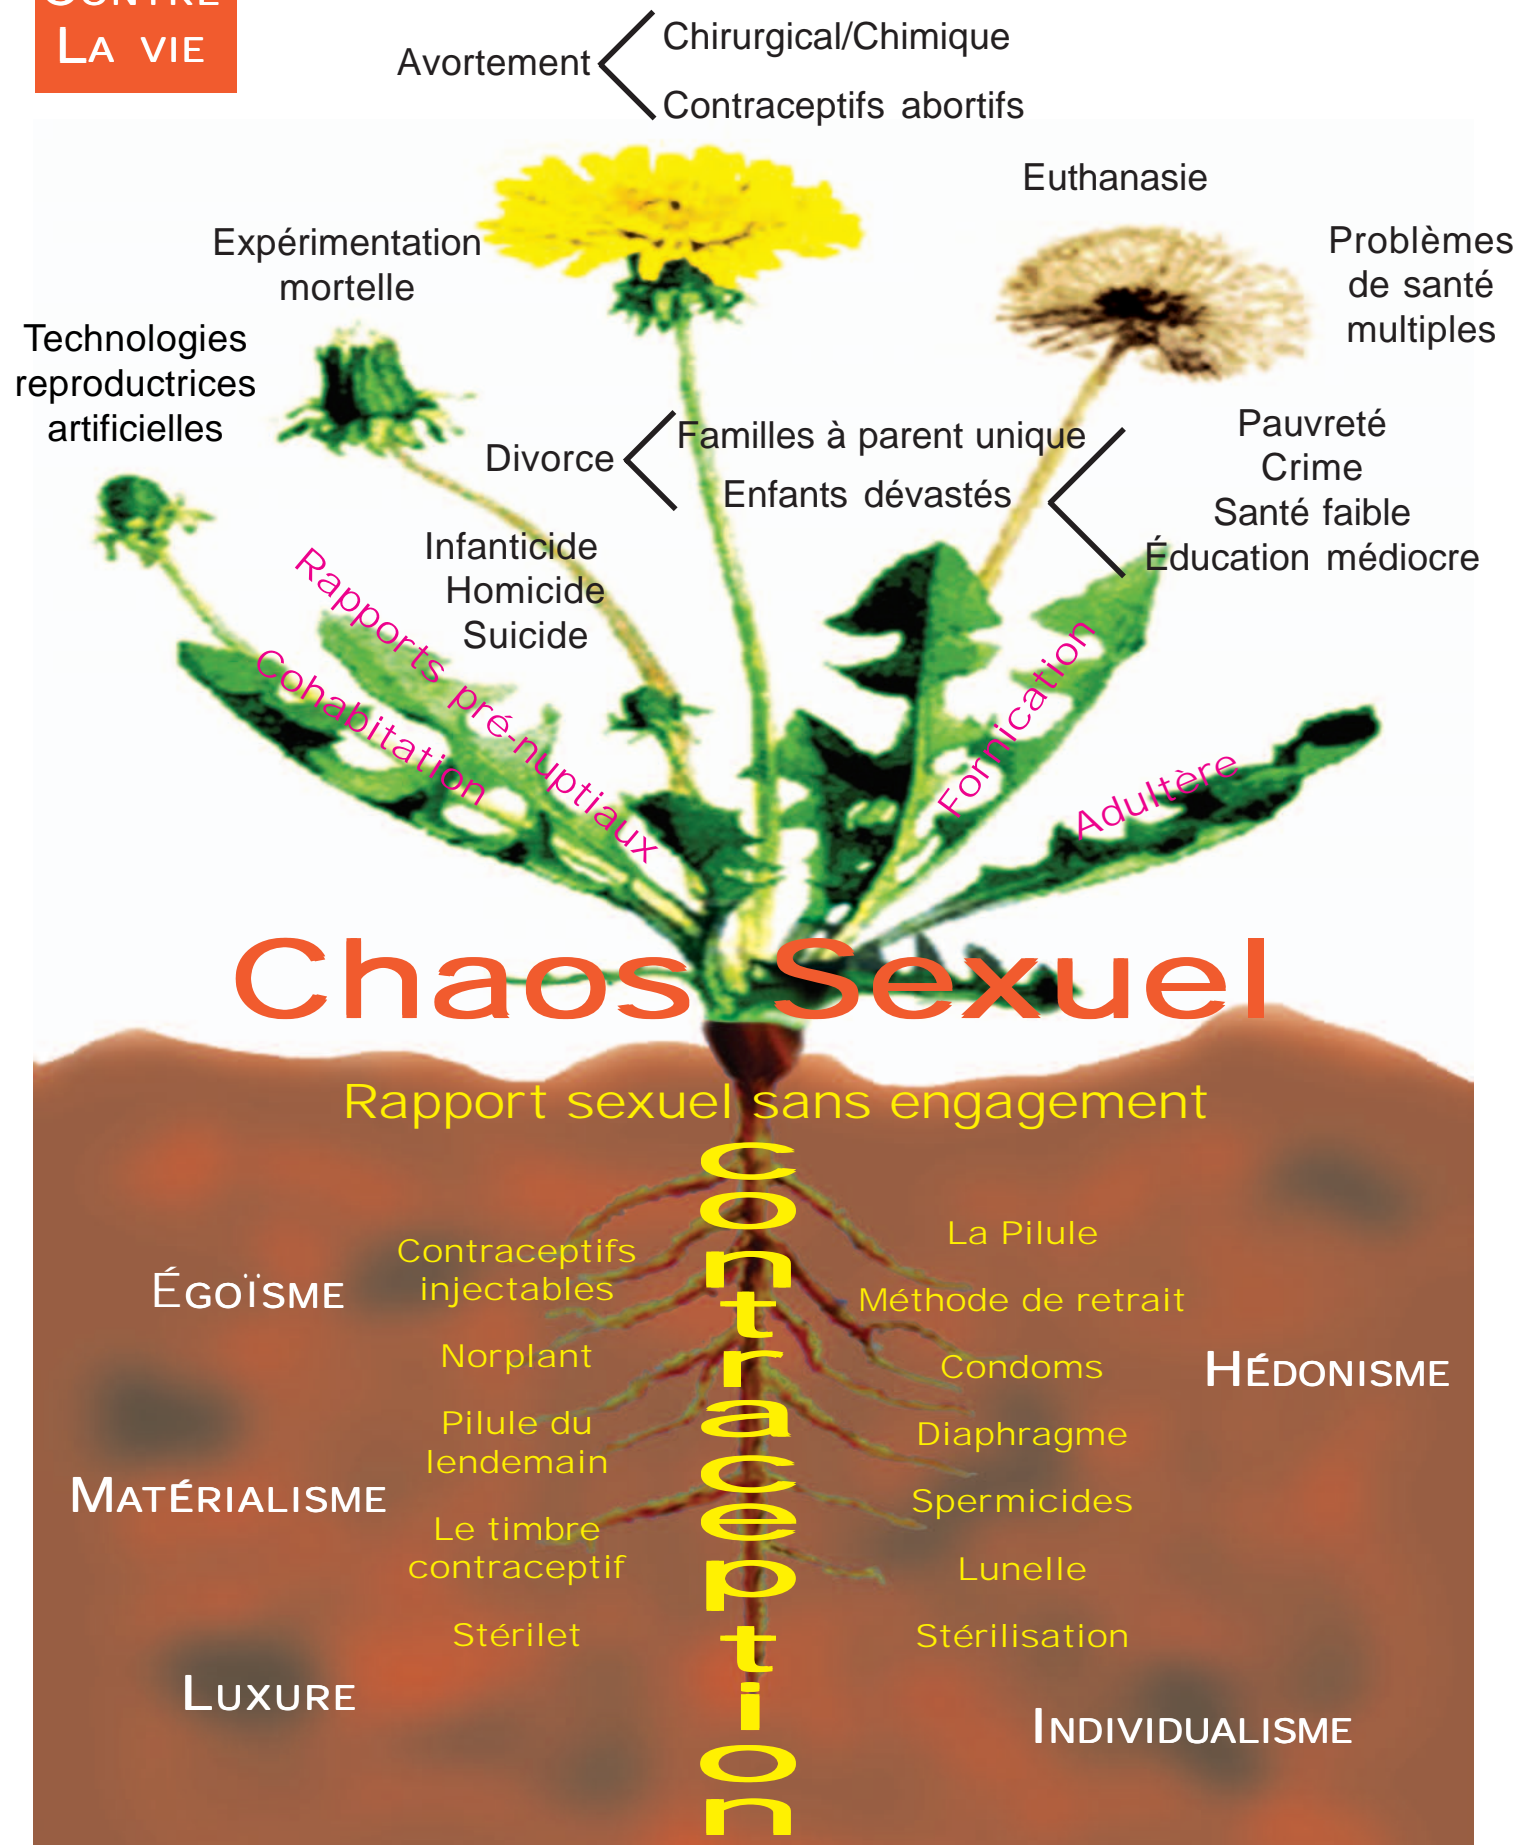 LA VIE
Avortement
Chirurgical/Chimique
Contraceptifs abortifs
Euthanasie
Expérimentation
mortelle
Problèmes
de santé
multiples
Technologies
reproductrices
artificielles
Divorce
Familles à parent unique
Enfants dévastés
Pauvreté
Crime
Santé faible
Éducation médiocre
Infanticide
Homicide
Suicide
Rapports pré-nuptiaux
Cohabitation
Fornication
Adultère
Chaos Sexuel
Rapport sexuel sans engagement
contraception
ÉGOÏSME
MATÉRIALISME
LUXURE
Contraceptifs
injectables
Norplant
Pilule du
lendemain
Le timbre
contraceptif
Stérilet
La Pilule
Méthode de retrait
Condoms
Diaphragme
Spermicides
Lunelle
Stérilisation
HÉDONISME
INDIVIDUALISME